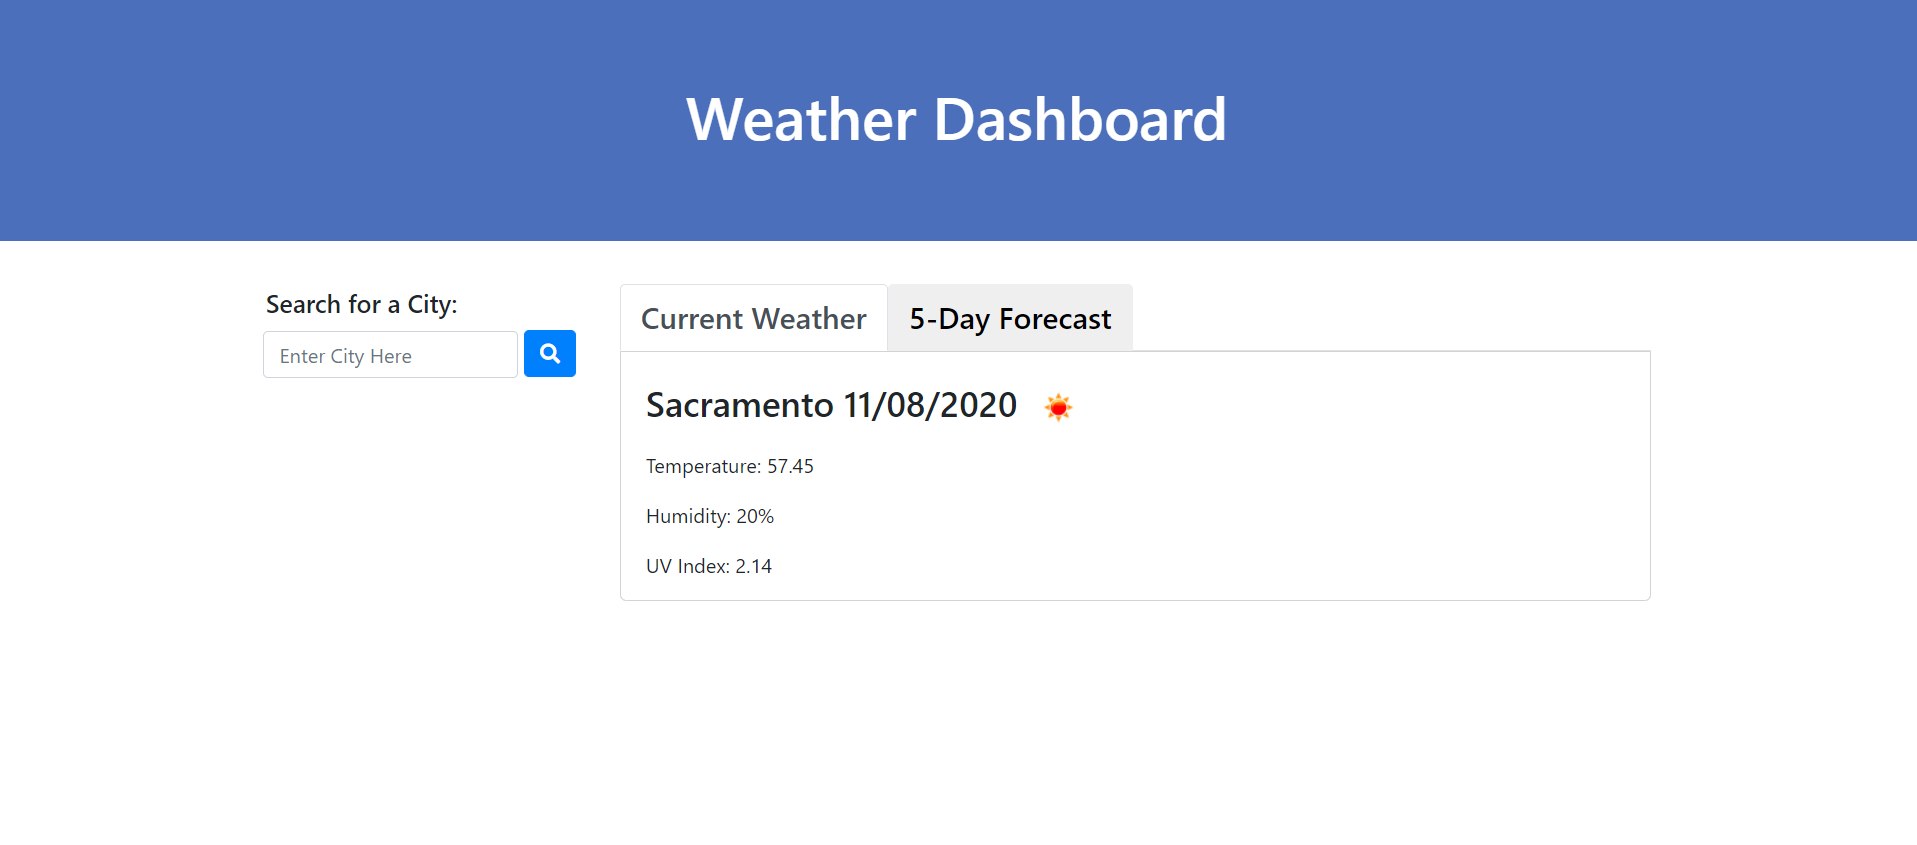 Weather Dashboard
Search for a City:
Enter City Here
Current Weather
5-Day Forecast
Sacramento 11/08/2020
Temperature: 57.45
Humidity: 20%
UV Index: 2.14